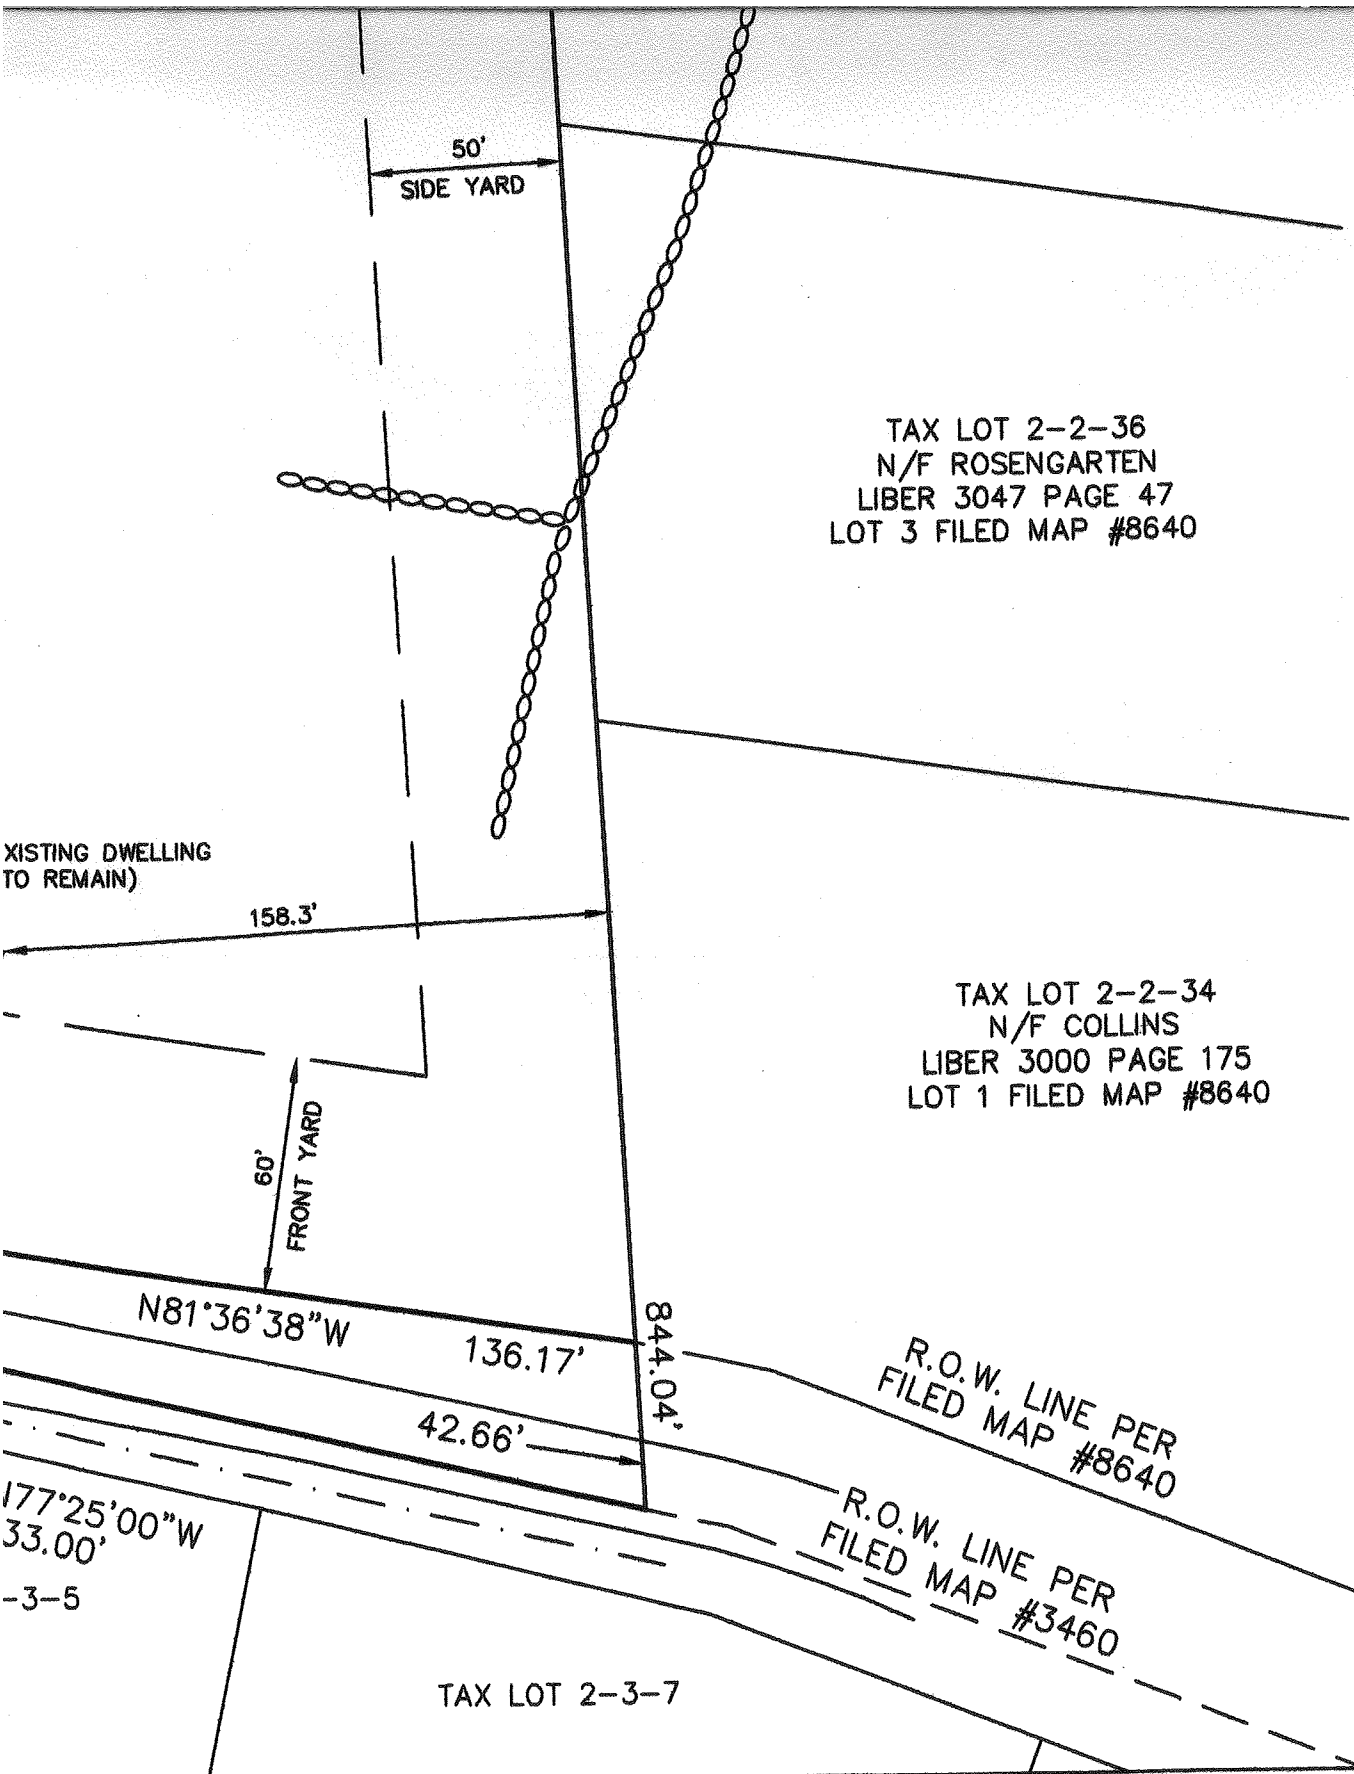 50'
SIDE YARD
TAX LOT 2-2-36
N/F ROSENGARTEN
LIBER 3047 PAGE 47
LOT 3 FILED MAP #8640
XISTING DWELLING
TO REMAIN)
158.3'
TAX LOT 2-2-34
N/F COLLINS
LIBER 3000 PAGE 175
LOT 1 FILED MAP #8640
60'
FRONT YARD
N81°36'38"W
136.17'
844.04'
42.66'
R.O.W. LINE PER
FILED MAP #8640
R.O.W. LINE PER
FILED MAP #3460
77°25'00"W
33.00'
-3-5
TAX LOT 2-3-7